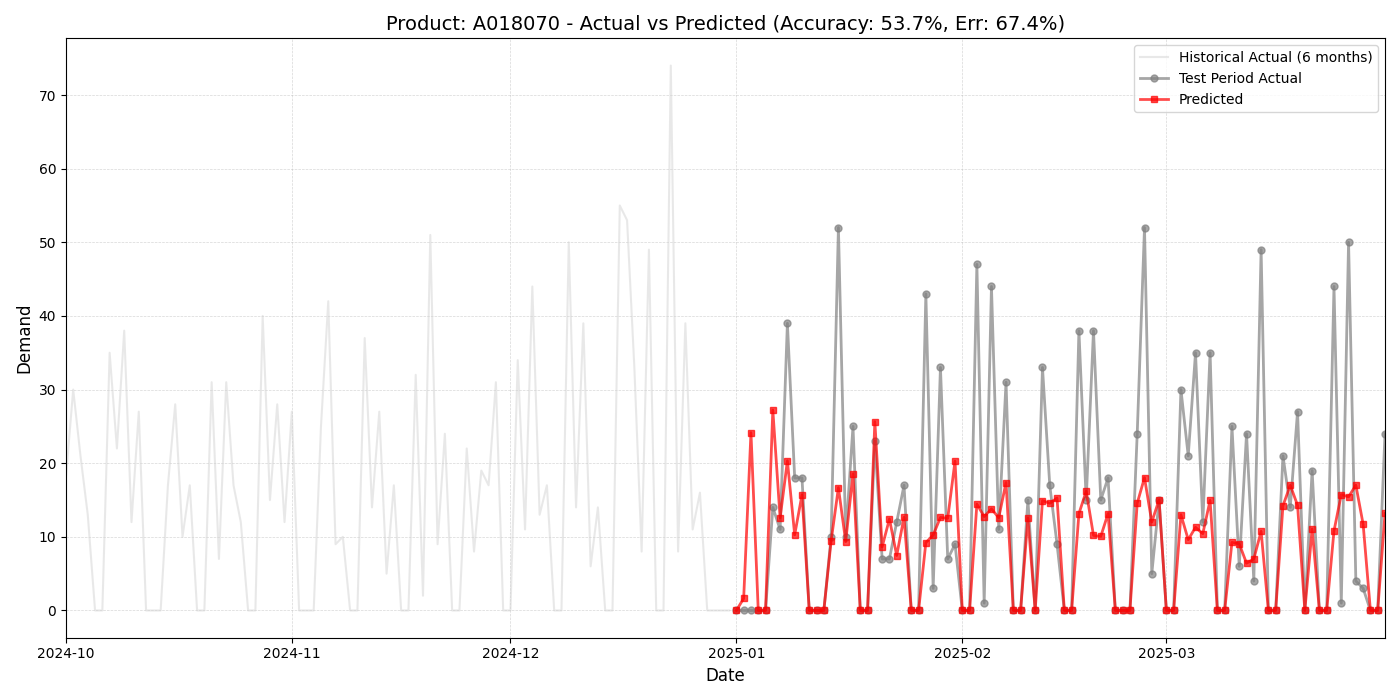 Product: A018070 - Actual vs Predicted (Accuracy: 53.7%, Err: 67.4%)
Historical Actual (6 months)
Test Period Actual
Predicted
Demand
70
60
50
40
30
20
10
0
2024-10
2024-11
2024-12
2025-01
2025-02
2025-03
Date